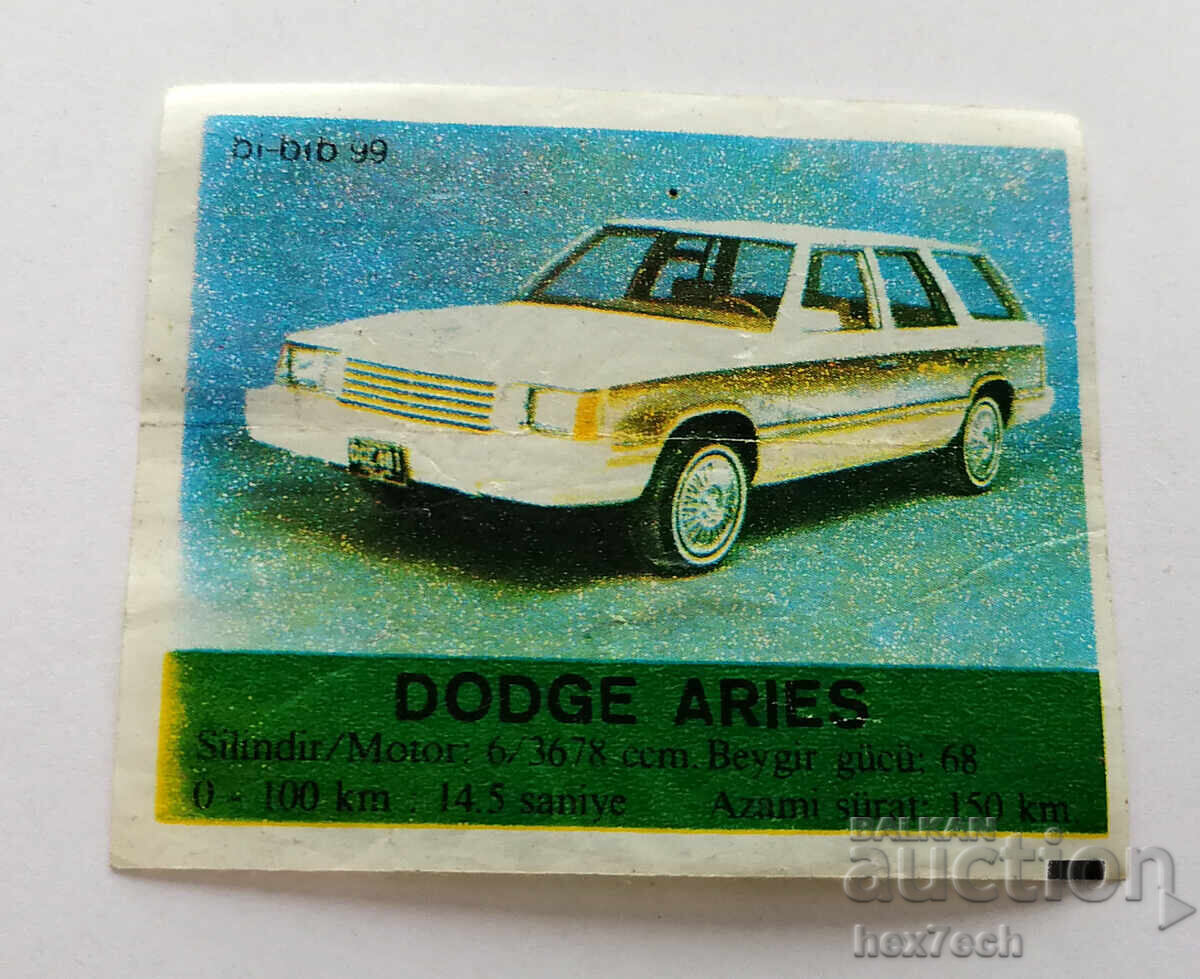 bi-bib 99
DODGE ARIES
Silindir/Motor: 6/3678 ccm. Beygir gücü: 68
0 - 100 km . 14.5 saniye Azami sürat: 150 km
BALKAN
auction
hex7ech